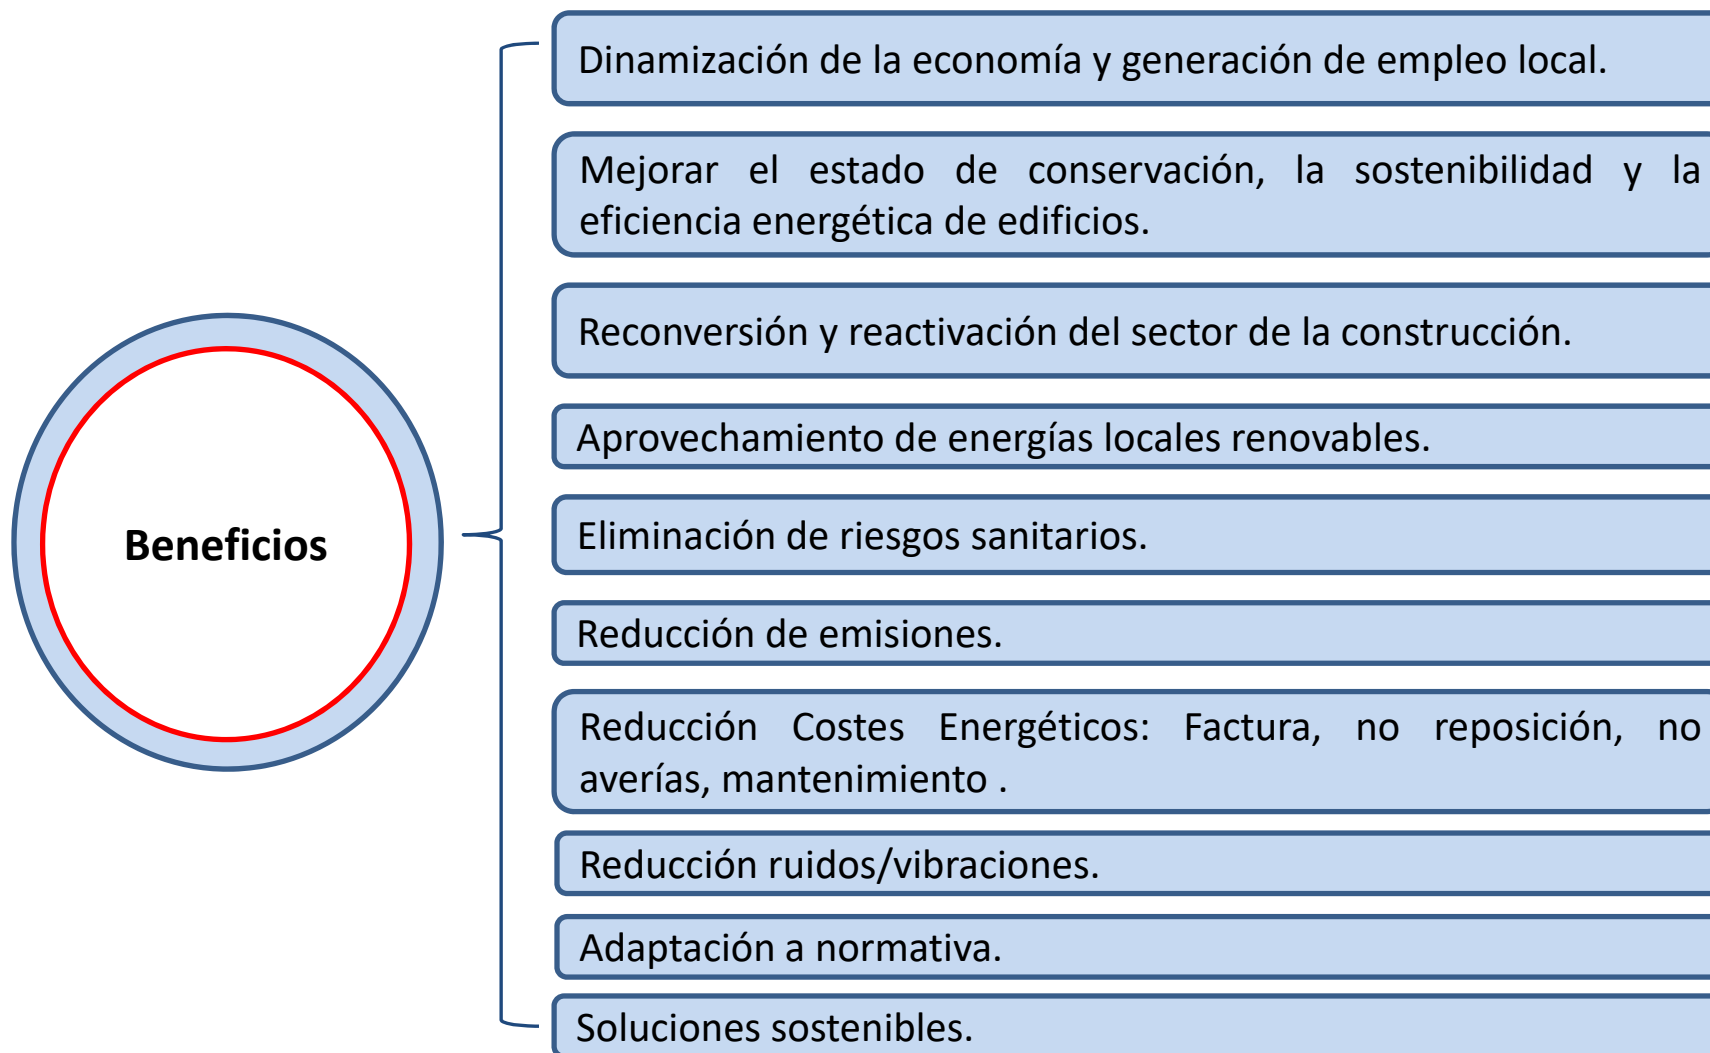 Dinamización de la economía y generación de empleo local.
Mejorar el estado de conservación, la sostenibilidad y la
eficiencia energética de edificios.
Reconversión y reactivación del sector de la construcción.
Aprovechamiento de energías locales renovables.
Beneficios
Eliminación de riesgos sanitarios.
Reducción de emisiones.
Reducción Costes Energéticos: Factura, no reposición, no
averías, mantenimiento .
Reducción ruidos/vibraciones.
Adaptación a normativa.
Soluciones sostenibles.